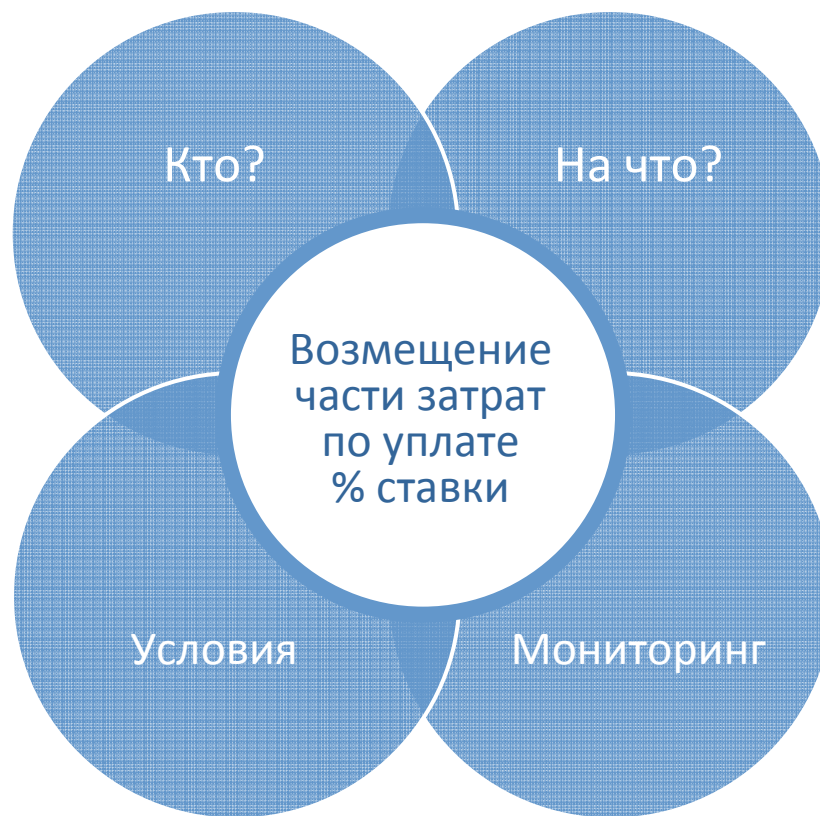 Кто?
На что?
Возмещение
части затрат
по уплате
% ставки
Условия
Мониторинг